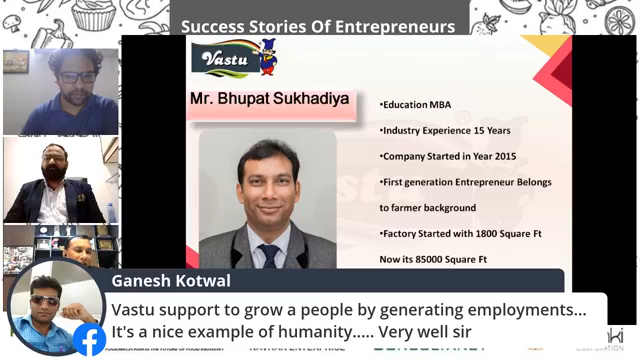 Success Stories Of Entrepreneurs
Vastu
Mr. Bhupat Sukhadiya
•Education MBA
•Industry Experience 15 Years
•Company Started in Year 2015
•First generation Entrepreneur Belongs
to farmer background
•Factory Started with 1800 Square Ft
Now its 85000 Square Ft
Ganesh Kotwal
Vastu support to grow a people by generating employments...
It's a nice example of humanity..... Very well sir